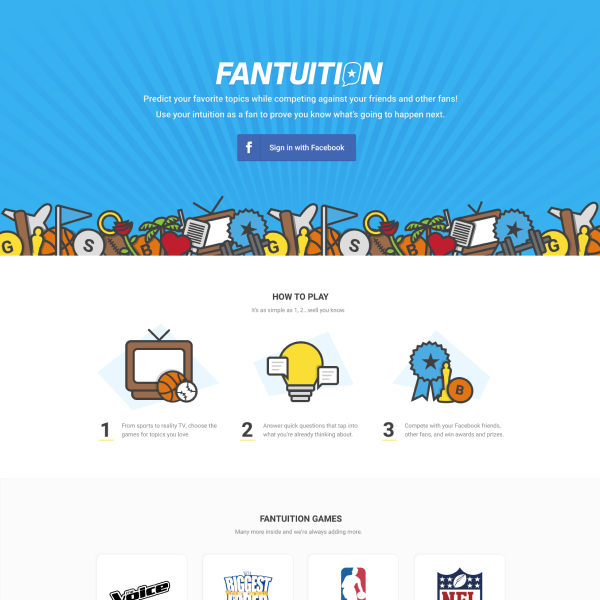 FANTUITION
Predict your favorite topics while competing against your friends and other fans!
Use your intuition as a fan to prove you know what's going to happen next.
f Sign in with Facebook
G S B G S B
HOW TO PLAY
It's as simple as 1, 2.. well you know.
B
1 From sports to reality TV, choose the
games for topics you love.
2 Answer quick questions that tap into
what you're already thinking about.
3 Compete with your Facebook friends,
other fans, and win awards and prizes.
FANTUITION GAMES
Many more inside and we're always adding more.
the Voice
BIGGEST
NFL